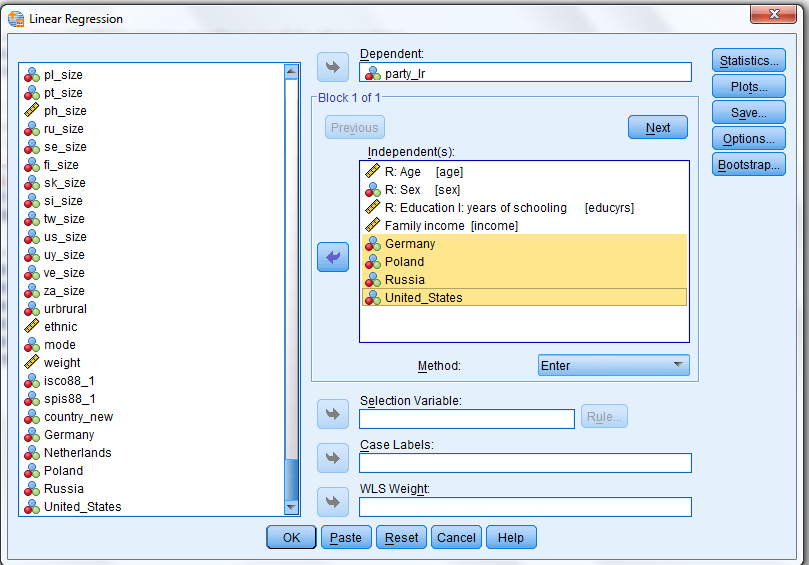 Linear Regression
pl_size
pt_size
ph_size
ru_size
se_size
fi_size
sk_size
si_size
tw_size
us_size
uy_size
ve_size
za_size
urbrural
ethnic
mode
weight
isco88_1
spis88_1
country_new
Germany
Netherlands
Poland
Russia
United_States
Dependent:
party_lr
Block 1 of 1
Previous
Next
Independent(s):
R: Age [age]
R: Sex [sex]
R: Education I: years of schooling [educyrs]
Family income [income]
Germany
Poland
Russia
United_States
Method:
Enter
Selection Variable:
Rule...
Case Labels:
WLS Weight:
Statistics...
Plots...
Save...
Options...
Bootstrap...
OK
Paste
Reset
Cancel
Help